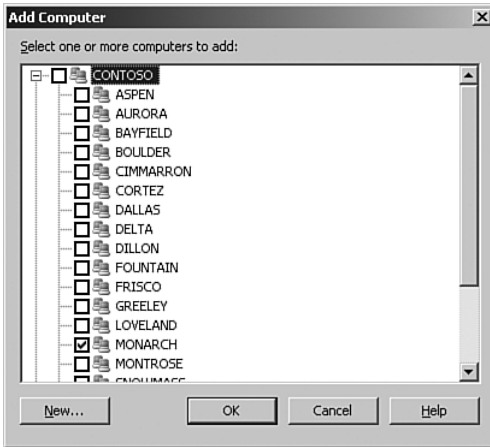 Add Computer
Select one or more computers to add:
CONTOSO
ASPEN
AURORA
BAYFIELD
BOULDER
CIMMARRON
CORTEZ
DALLAS
DELTA
DILLON
FOUNTAIN
FRISCO
GREELEY
LOVELAND
MONARCH
MONTROSE
New...
OK
Cancel
Help